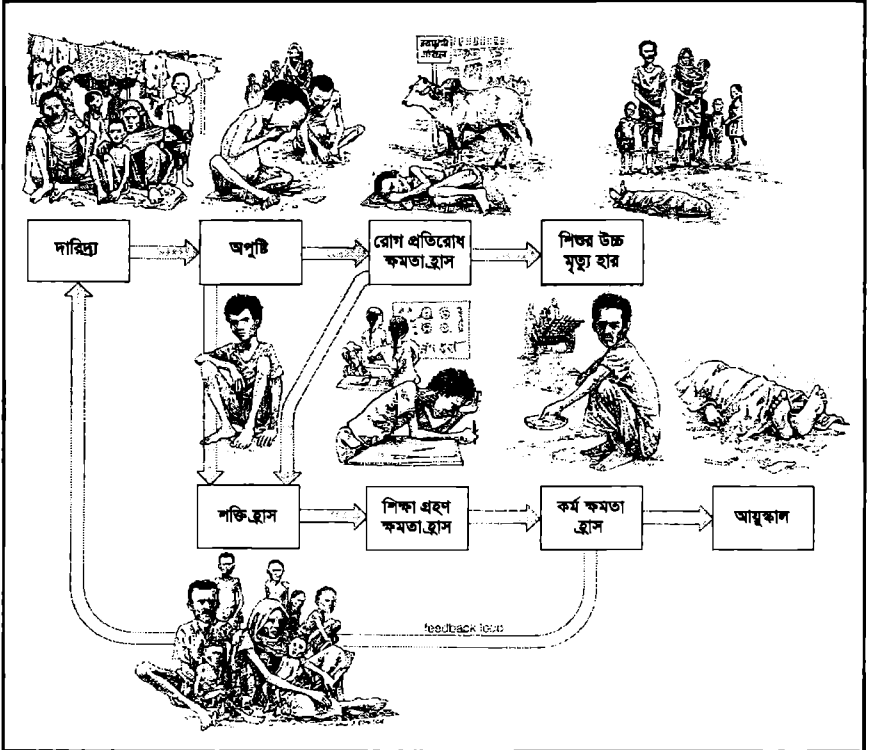 দারিদ্র্য
অপুষ্টি
রোগ প্রতিরোধ
ক্ষমতা হ্রাস
শিশুর উচ্চ
মৃত্যু হার
শক্তি হ্রাস
শিক্ষা গ্রহণ
ক্ষমতা হ্রাস
কর্ম ক্ষমতা
হ্রাস
আয়ুষ্কাল
feedback loop